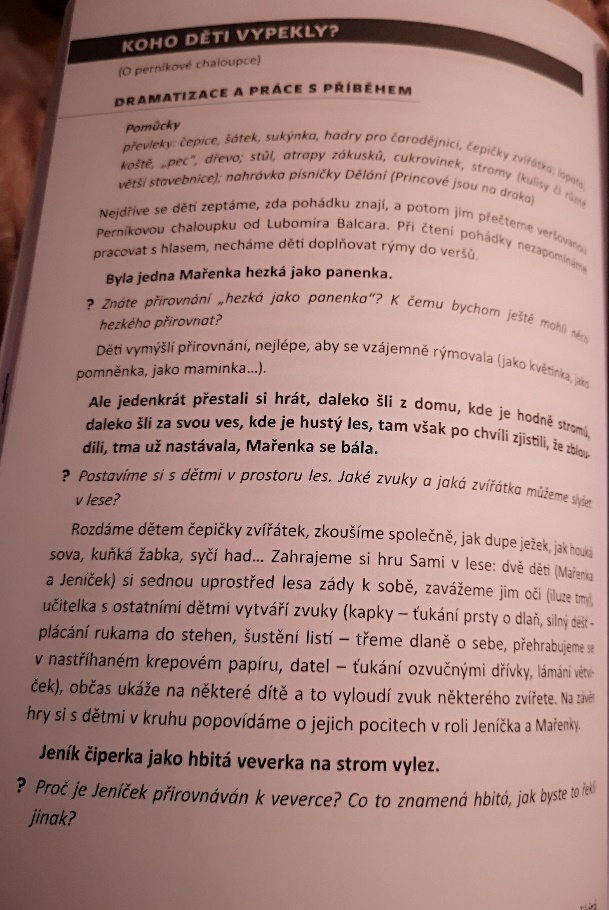 KOHO DĚTI VYPEKLY?
(O perníkové chaloupce)
DRAMATIZACE A PRÁCE S PŘÍBĚHEM
Pomůcky
převleky: čepice, šátek, sukýnka, hadry pro čarodějnici, čepičky zvířátka; lopata,
koště, „pec", dřevo; stůl, atrapy zákusků, cukrovinek, stromy (kulisy či různé
větší stavebnice); nahrávka písničky Dělání (Princové jsou na draka)
Nejdříve se děti zeptáme, zda pohádku znají, a potom jim přečteme veršovanou
Perníkovou chaloupku od Lubomíra Balcara. Při čtení pohádky nezapomínáme
pracovat s hlasem, necháme děti doplňovat rýmy do veršů.
Byla jedna Mařenka hezká jako panenka.
? Znáte přirovnání „hezká jako panenka"? K čemu bychom ještě mohli něco
hezkého přirovnat?
Děti vymýšlí přirovnání, nejlépe, aby se vzájemně rýmovala (jako květinka, jako
pomněnka, jako maminka...).
Ale jedenkrát přestali si hrát, daleko šli z domu, kde je hodně stromů,
daleko šli za svou ves, kde je hustý les, tam však po chvíli zjistili, že zblou-
dili, tma už nastávala, Mařenka se bála.
? Postavíme si s dětmi v prostoru les. Jaké zvuky a jaká zvířátka můžeme slyšet
v lese?
Rozdáme dětem čepičky zvířátek, zkoušíme společně, jak dupe ježek, jak houká
sova, kuňká žabka, syčí had... Zahrajeme si hru Sami v lese: dvě děti (Mařenka
a Jeníček) si sednou uprostřed lesa zády k sobě, zavážeme jim oči (iluze tmy),
učitelka s ostatními dětmi vytváří zvuky (kapky – ťukání prsty o dlaň, silný déšť –
plácání rukama do stehen, šustění listí – třeme dlaně o sebe, přehrabujeme se
v nastříhaném krepovém papíru, datel – ťukání ozvučnými dřívky, lámání větvi-
ček), občas ukáže na některé dítě a to vyloudí zvuk některého zvířete. Na závěr
hry si s dětmi v kruhu popovídáme o jejich pocitech v roli Jeníčka a Mařenky.
Jeník čiperka jako hbitá veverka na strom vylez.
? Proč je Jeníček přirovnáván k veverce? Co to znamená hbitá, jak byste to řekli
jinak?